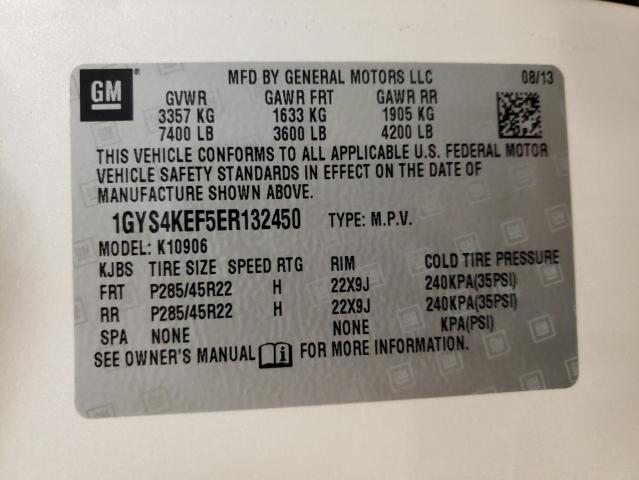 GM
MFD BY GENERAL MOTORS LLC 08/13
GVWR GAWR FRT GAWR RR
3357 KG 1633 KG 1905 KG
7400 LB 3600 LB 4200 LB
THIS VEHICLE CONFORMS TO ALL APPLICABLE U.S. FEDERAL MOTOR
VEHICLE SAFETY STANDARDS IN EFFECT ON THE DATE OF
MANUFACTURE SHOWN ABOVE.
1GYS4KEF5ER132450 TYPE: M.P.V.
MODEL: K10906
KJBS TIRE SIZE SPEED RTG RIM COLD TIRE PRESSURE
FRT P285/45R22 H 22X9J 240KPA(35PSI)
RR P285/45R22 H 22X9J 240KPA(35PSI)
SPA NONE NONE KPA(PSI)
SEE OWNER'S MANUAL FOR MORE INFORMATION.